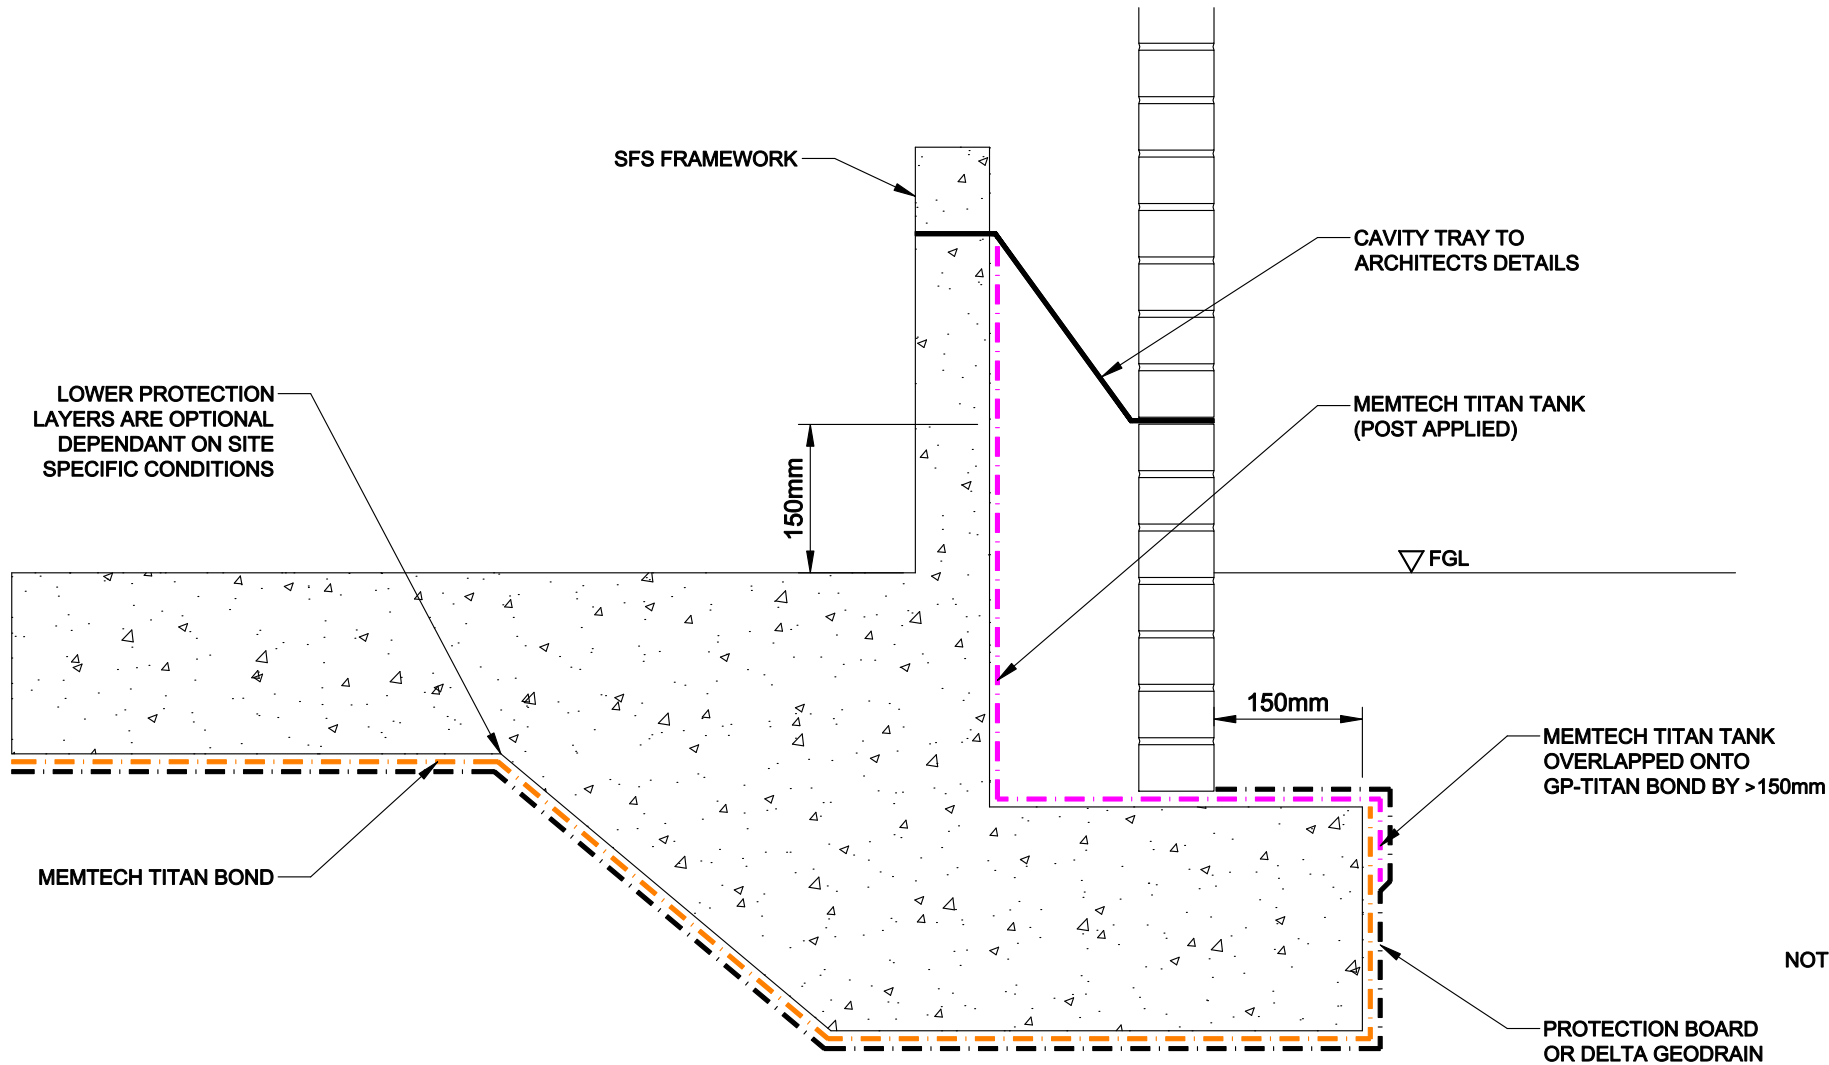 SFS FRAMEWORK
CAVITY TRAY TO
ARCHITECTS DETAILS
LOWER PROTECTION
LAYERS ARE OPTIONAL
DEPENDANT ON SITE
SPECIFIC CONDITIONS
MEMTECH TITAN TANK
(POST APPLIED)
150mm
FGL
150mm
MEMTECH TITAN TANK
OVERLAPPED ONTO
GP-TITAN BOND BY >150mm
MEMTECH TITAN BOND
NOT
PROTECTION BOARD
OR DELTA GEODRAIN